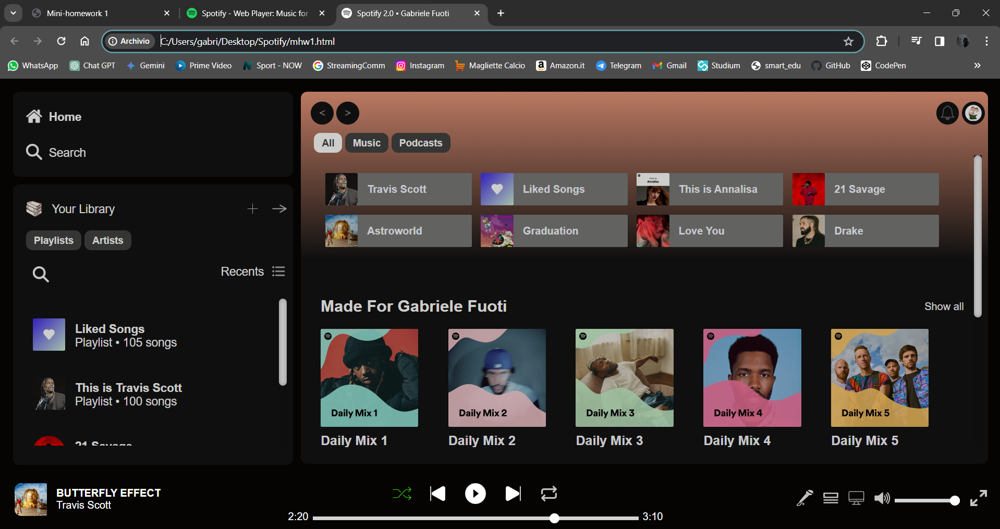 Mini-homework 1
Spotify - Web Player: Music for
Spotify 2.0 • Gabriele Fuoti
Archivio
C:/Users/gabri/Desktop/Spotify/mhw1.html
WhatsApp
Chat GPT
Gemini
Prime Video
Sport - NOW
StreamingComm
Instagram
Magliette Calcio
Amazon.it
Telegram
Gmail
Studium
smart_edu
GitHub
CodePen
Home
Search
Your Library
Playlists
Artists
Recents
Liked Songs
Playlist • 105 songs
This is Travis Scott
Playlist • 100 songs
21 Savage
< >
All
Music
Podcasts
Travis Scott
Liked Songs
THIS IS
Annalisa
This is Annalisa
21 Savage
Astroworld
Graduation
Love You
Drake
Made For Gabriele Fuoti
Show all
Daily Mix 1
Daily Mix 2
Daily Mix 3
Daily Mix 4
Daily Mix 5
Daily Mix 1
Daily Mix 2
Daily Mix 3
Daily Mix 4
Daily Mix 5
BUTTERFLY EFFECT
Travis Scott
2:20
3:10